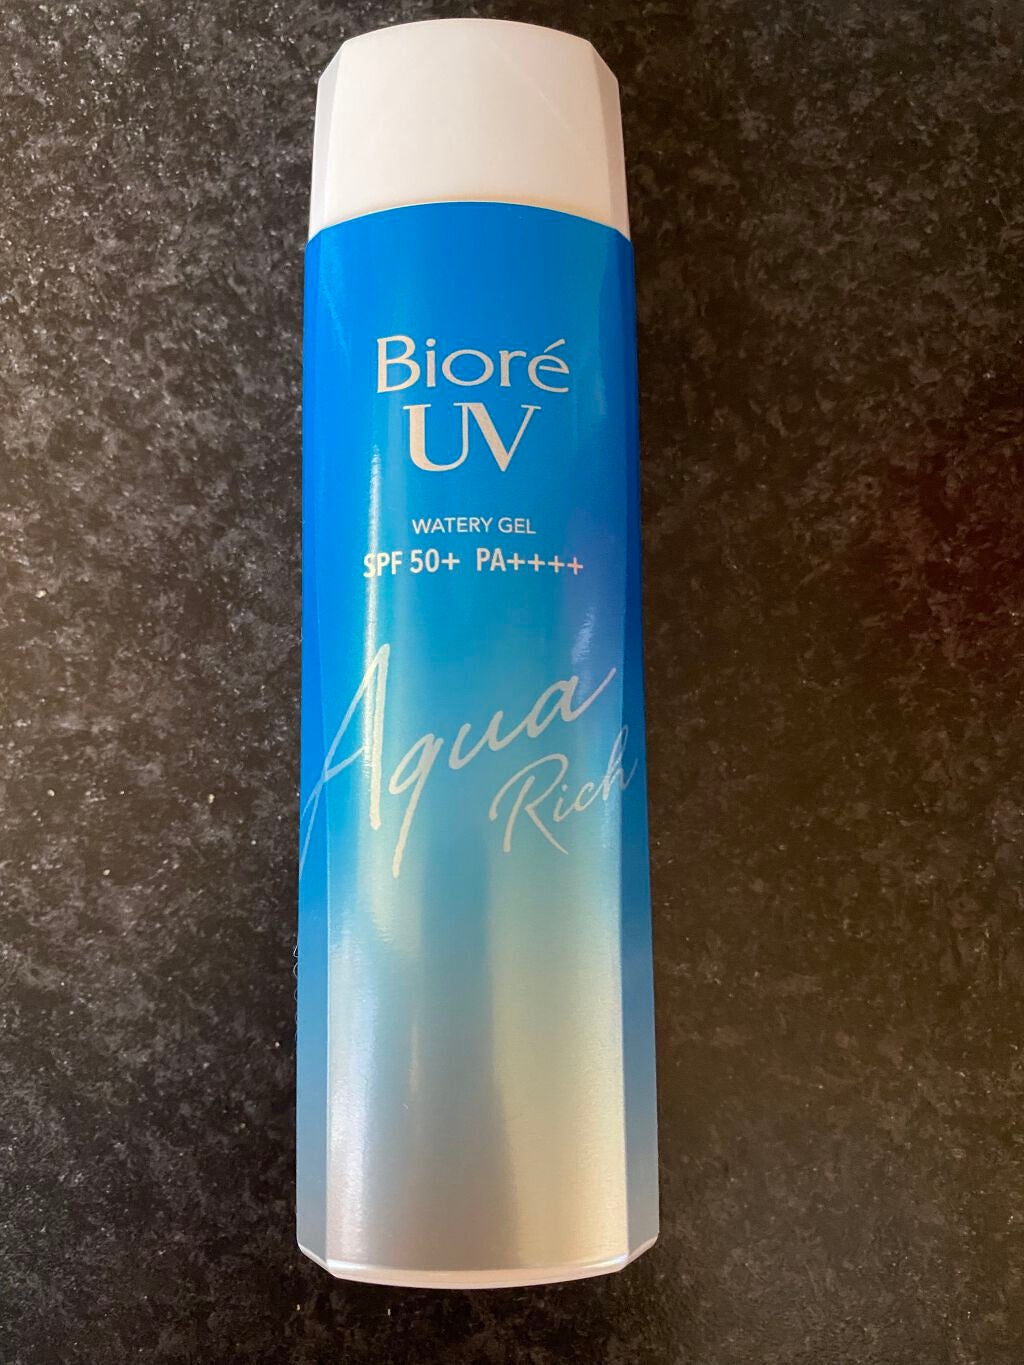 Bioré
UV
WATERY GEL
SPF 50+ PA++++
Aqua
Rich